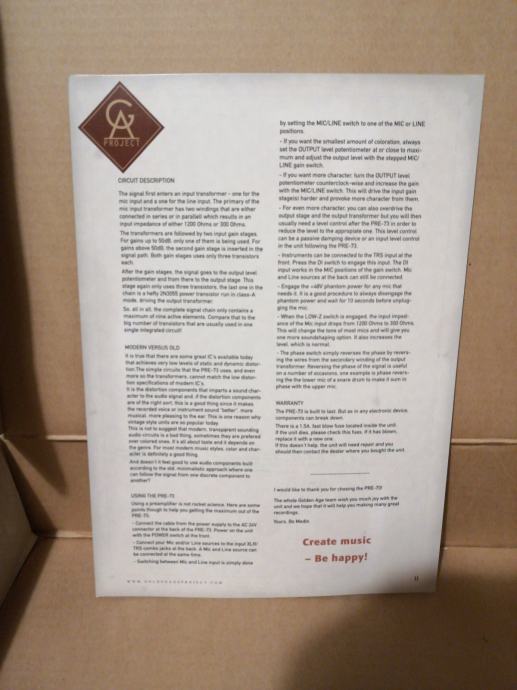 GA
PROJECT
CIRCUIT DESCRIPTION
The signal first enters an input transformer - one for the
mic input and a one for the line input. The primary of the
mic input transformer has two windings that are either
connected in series or in parallell which results in an
input impedance of either 1200 Ohms or 300 Ohms.
The transformers are followed by two input gain stages.
For gains up to 50dB, only one of them is being used. For
gains above 50dB, the second gain stage is inserted in the
signal path. Both gain stages uses only three transistors
each.
After the gain stages, the signal goes to the output level
potentiometer and from there to the output stage. This
stage again only uses three transistors, the last one in the
chain is a hefty 2N3055 power transistor run in class-A
mode, driving the output transformer.
So, all in all, the complete signal chain only contains a
maximum of nine active elements. Compare that to the
big number of transistors that are usually used in one
single integrated circuit!
MODERN VERSUS OLD
It is true that there are some great IC's available today
that achieves very low levels of static and dynamic distor-
tion. The simple circuits that the PRE-73 uses, and even
more so the transformers, cannot match the low distor-
tion specifications of modern IC's.
It is the distortion components that imparts a sound char-
acter to the audio signal and, if the distortion components
are of the right sort, this is a good thing since it makes
the recorded voice or instrument sound "better", more
musical, more pleasing to the ear. This is one reason why
vintage style units are so popular today.
This is not to suggest that modern, transparent sounding
audio circuits is a bad thing, sometimes they are prefered
over colored ones. It's all about taste and it depends on
the genre. For most modern music styles, color and char-
acter is definitely a good thing.
And doesn't it feel good to use audio components built
according to the old, minimalistic approach where one
can follow the signal from one discrete component to
another?
USING THE PRE-73
Using a preamplifier is not rocket science. Here are some
points though to help you getting the maximum out of the
PRE-73:
- Connect the cable from the power supply to the AC 24V
connector at the back of the PRE-73. Power on the unit
with the POWER switch at the front.
- Connect your Mic and/or Line sources to the input XLR/
TRS combo jacks at the back. A Mic and Line source can
be connected at the same time.
- Switching between Mic and Line input is simply done
WWW.GOLDENAGEPROJECT.COM
by setting the MIC/LINE switch to one of the MIC or LINE
positions.
- If you want the smallest amount of coloration, always
set the OUTPUT level potentiometer at or close to maxi-
mum and adjust the output level with the stepped MIC/
LINE gain switch.
- If you want more character, turn the OUTPUT level
potentiometer counterclock-wise and increase the gain
with the MIC/LINE switch. This will drive the input gain
stage(s) harder and provoke more character from them.
- For even more character, you can also overdrive the
output stage and the output transformer but you will then
usually need a level control after the PRE-73 in order to
reduce the level to the appropiate one. This level control
can be a passive damping device or an input level control
in the unit following the PRE-73.
- Instruments can be connected to the TRS input at the
front. Press the DI switch to engage this input. The DI
input works in the MIC positions of the gain switch. Mic
and Line sources at the back can still be connected.
- Engage the +48V phantom power for any mic that
needs it. It is a good procedure to always disengage the
phantom power and wait for 10 seconds before unplug-
ging the mic.
- When the LOW-Z switch is engaged, the input imped-
ance of the Mic input drops from 1200 Ohms to 300 Ohms.
This will change the tone of most mics and will give you
one more soundshaping option. It also increases the
level, which is normal.
- The phase switch simply reverses the phase by revers-
ing the wires from the secondary winding of the output
transformer. Reversing the phase of the signal is useful
on a number of occations, one example is phase revers-
ing the the lower mic of a snare drum to make it sum in
phase with the upper mic.
WARRANTY
The PRE-73 is built to last. But as in any electronic device,
components can break down.
There is a 1.5A, fast blow fuse located inside the unit.
If the unit dies, please check this fuses. If it has blown,
replace it with a new one.
If this doesn't help, the unit will need repair and you
should then contact the dealer where you bought the unit.
I would like to thank you for chosing the PRE-73!
The whole Golden Age team wish you much joy with the
unit and we hope that it will help you making many great
recordings.
Yours, Bo Medin
Create music
– Be happy!